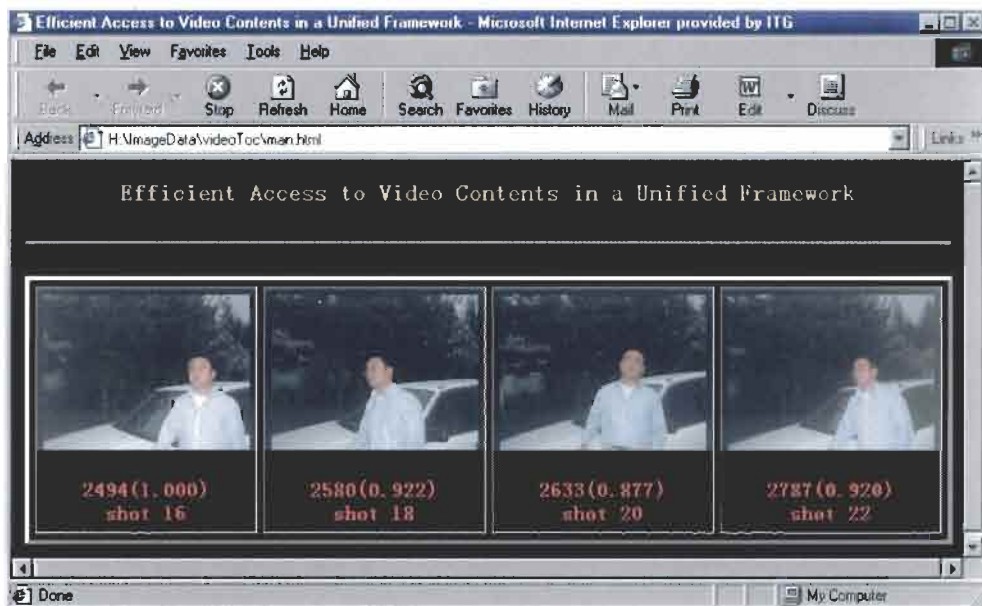 Efficient Access to Video Contents in a Unified Framework - Microsoft Internet Explorer provided by ITG
File Edit View Favorites Tools Help
Back Forward Stop Refresh Home Search Favorites History Mail Print Edit Discuss
Address H:\ImageData\videoToc\main.html Links »
Efficient Access to Video Contents in a Unified Framework
2494(1.000) 2580(0.922) 2633(0.877) 2787(0.920)
shot 16 shot 18 shot 20 shot 22
Done My Computer